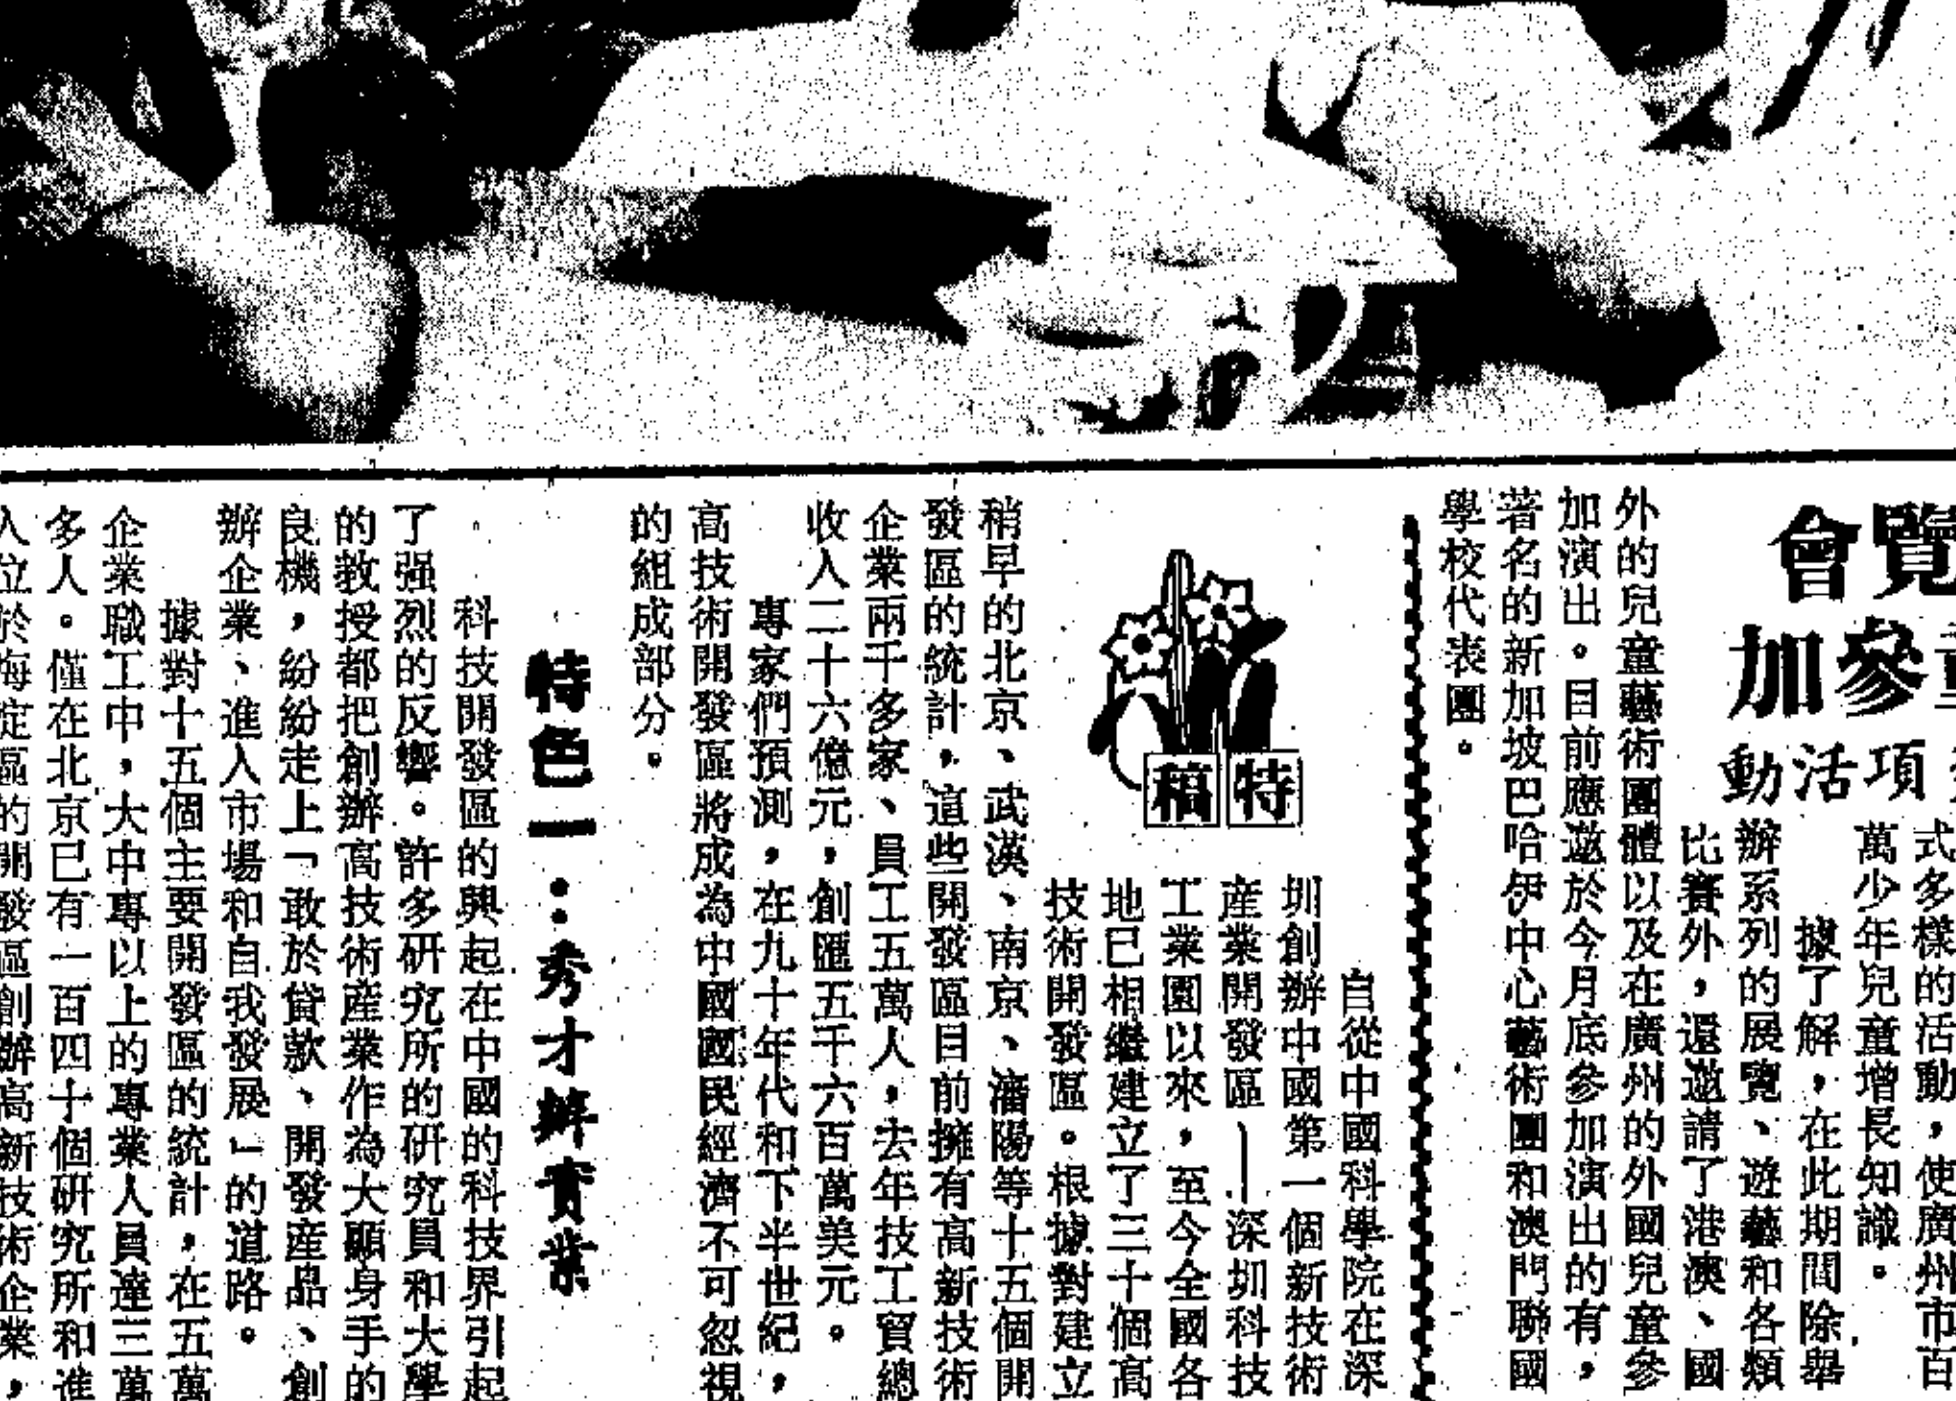 覽會
參加
項活動
式多樣的活動，使廣州市百
萬少年兒童增長知識。
據了解，在此期間除舉
辦系列的展覽、遊藝和各類
比賽外，還邀請了港澳、國
外的兒童藝術團體以及在廣州的外國兒童參
加演出。目前應邀於今月底參加演出的有，
著名的新加坡巴哈伊中心藝術團和澳門聯國
學校代表團。
特稿
自從中國科學院在深
圳創辦中國第一個新技術
產業開發區——深圳科技
工業園以來，至今全國各
地已相繼建立了三十個高
技術開發區。根據對建立
稍早的北京、武漢、南京、瀋陽等十五個開
發區的統計，這些開發區目前擁有高新技術
企業兩千多家、員工五萬人，去年技工貿總
收入二十六億元，創匯五千六百萬美元。
專家們預測，在九十年代和下半世紀，
高技術開發區將成為中國國民經濟不可忽視
的組成部分。
特色一：秀才辦實業
科技開發區的興起在中國的科技界引起
了强烈的反響。許多研究所的研究員和大學
的教授都把創辦高技術產業作為大顯身手的
良機，紛紛走上「敢於貸款、開發產品、創
辦企業、進入市場和自我發展」的道路。
據對十五個主要開發區的統計，在五萬
企業職工中，大中專以上的專業人員達三萬
多人。僅在北京已有一百四十個研究所和進
入位於海淀區的開發區創辦高新技術企業，